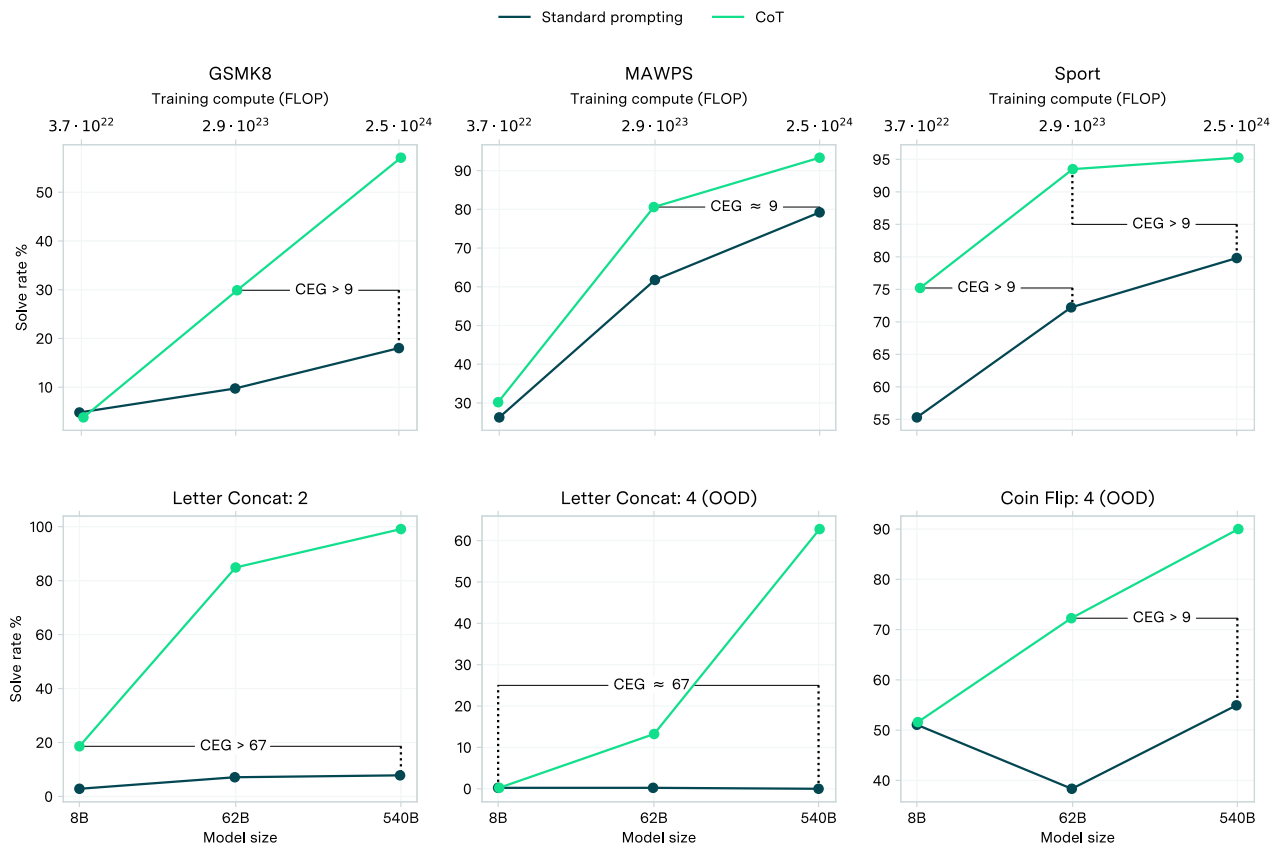 Standard prompting CoT
GSMK8 MAWPS Sport
Training compute (FLOP) Training compute (FLOP) Training compute (FLOP)
3.7 · 10²² 2.9 · 10²³ 2.5 · 10²⁴ 3.7 · 10²² 2.9 · 10²³ 2.5 · 10²⁴ 3.7 · 10²² 2.9 · 10²³ 2.5 · 10²⁴
Solve rate %
50
40
30
20
10
CEG > 9
90
80
70
60
50
40
30
CEG ≈ 9
95
90
85
80
75
70
65
60
55
CEG > 9
CEG > 9
Letter Concat: 2 Letter Concat: 4 (OOD) Coin Flip: 4 (OOD)
Solve rate %
100
80
60
40
20
0
CEG > 67
60
50
40
30
20
10
0
CEG ≈ 67
90
80
70
60
50
40
CEG > 9
8B 62B 540B 8B 62B 540B 8B 62B 540B
Model size Model size Model size